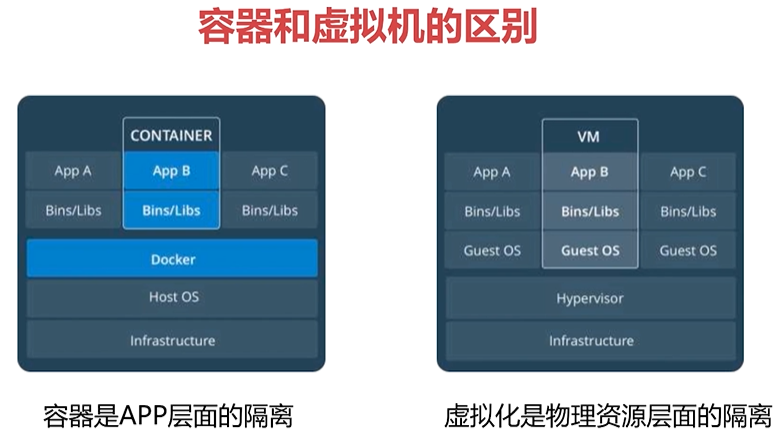 容器和虚拟机的区别
CONTAINER
App A App B App C
Bins/Libs Bins/Libs Bins/Libs
Docker
Host OS
Infrastructure
VM
App A App B App C
Bins/Libs Bins/Libs Bins/Libs
Guest OS Guest OS Guest OS
Hypervisor
Infrastructure
容器是APP层面的隔离
虚拟化是物理资源层面的隔离